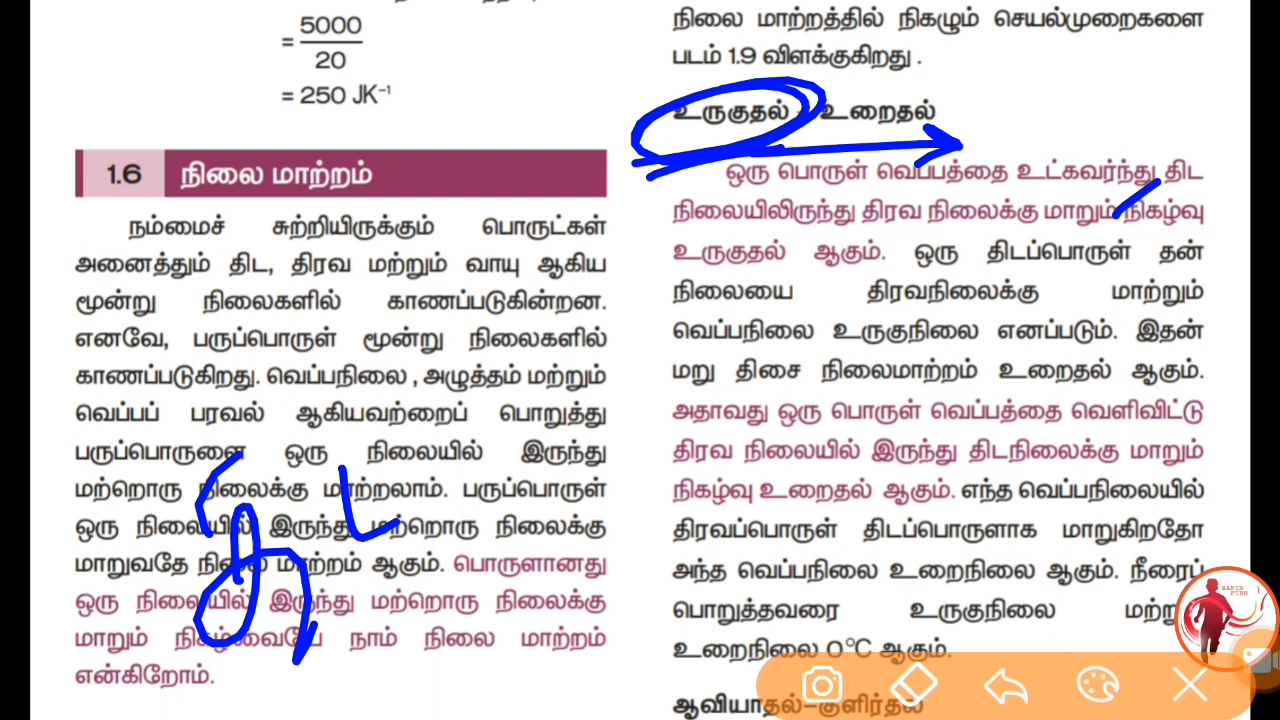 = 5000
20
= 250 JK⁻¹
1.6 நிலை மாற்றம்
நம்மைச் சுற்றியிருக்கும் பொருட்கள்
அனைத்தும் திட, திரவ மற்றும் வாயு ஆகிய
மூன்று நிலைகளில் காணப்படுகின்றன.
எனவே, பருப்பொருள் மூன்று நிலைகளில்
காணப்படுகிறது. வெப்பநிலை , அழுத்தம் மற்றும்
வெப்பப் பரவல் ஆகியவற்றைப் பொறுத்து
பருப்பொருளை ஒரு நிலையில் இருந்து
மற்றொரு நிலைக்கு மாற்றலாம். பருப்பொருள்
ஒரு நிலையில் இருந்து மற்றொரு நிலைக்கு
மாறுவதே நிலை மாற்றம் ஆகும். பொருளானது
ஒரு நிலையில் இருந்து மற்றொரு நிலைக்கு
மாறும் நிகழ்வையே நாம் நிலை மாற்றம்
என்கிறோம்.
நிலை மாற்றத்தில் நிகழும் செயல்முறைகளை
படம் 1.9 விளக்குகிறது .
உருகுதல் – உறைதல்
ஒரு பொருள் வெப்பத்தை உட்கவர்ந்து திட
நிலையிலிருந்து திரவ நிலைக்கு மாறும் நிகழ்வு
உருகுதல் ஆகும். ஒரு திடப்பொருள் தன்
நிலையை திரவநிலைக்கு மாற்றும்
வெப்பநிலை உருகுநிலை எனப்படும். இதன்
மறு திசை நிலைமாற்றம் உறைதல் ஆகும்.
அதாவது ஒரு பொருள் வெப்பத்தை வெளிவிட்டு
திரவ நிலையில் இருந்து திடநிலைக்கு மாறும்
நிகழ்வு உறைதல் ஆகும். எந்த வெப்பநிலையில்
திரவப்பொருள் திடப்பொருளாக மாறுகிறதோ
அந்த வெப்பநிலை உறைநிலை ஆகும். நீரைப்
பொறுத்தவரை உருகுநிலை
உறைநிலை 0°C ஆகும்.
ஆவியாதல்–குளிர்தல்
RAPID
FIRE